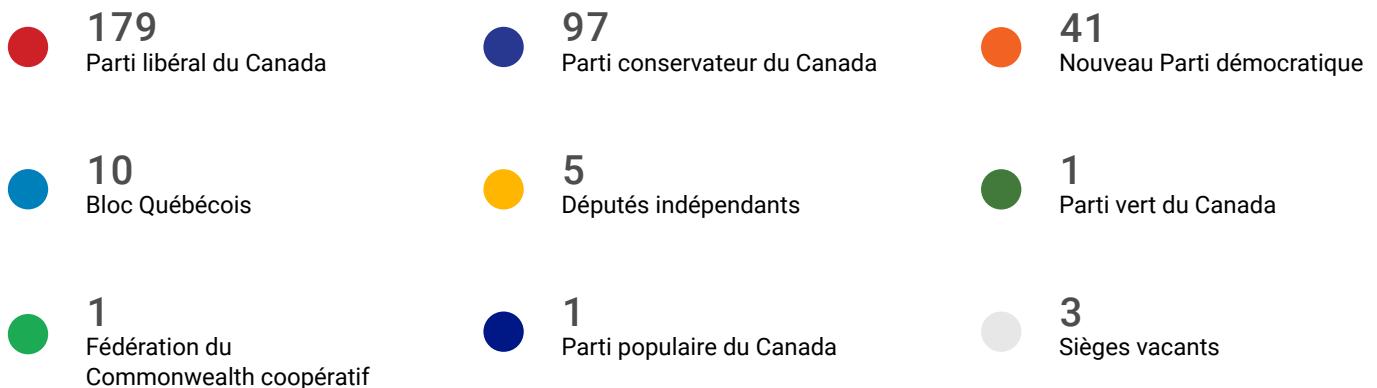 179
Parti libéral du Canada
97
Parti conservateur du Canada
41
Nouveau Parti démocratique
10
Bloc Québécois
5
Députés indépendants
1
Parti vert du Canada
1
Fédération du
Commonwealth coopératif
1
Parti populaire du Canada
3
Sièges vacants